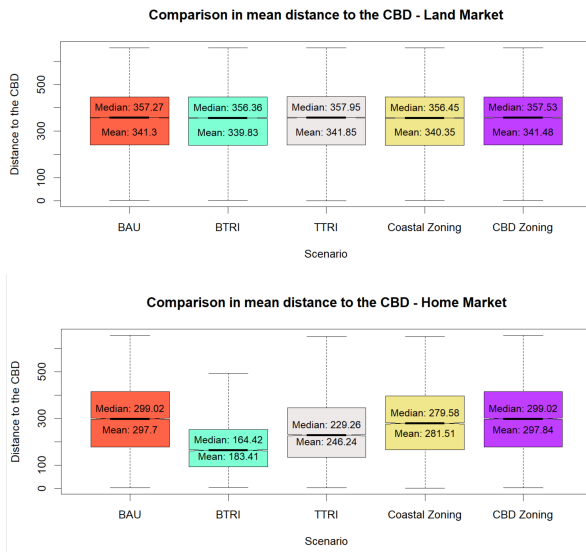 Comparison in mean distance to the CBD - Land Market
Distance to the CBD
0
100
300
500
Median: 357.27
Mean: 341.3
Median: 356.36
Mean: 339.83
Median: 357.95
Mean: 341.85
Median: 356.45
Mean: 340.35
Median: 357.53
Mean: 341.48
BAU
BTRI
TTRI
Coastal Zoning
CBD Zoning
Scenario
Comparison in mean distance to the CBD - Home Market
Distance to the CBD
0
100
300
500
Median: 299.02
Mean: 297.7
Median: 164.42
Mean: 183.41
Median: 229.26
Mean: 246.24
Median: 279.58
Mean: 281.51
Median: 299.02
Mean: 297.84
BAU
BTRI
TTRI
Coastal Zoning
CBD Zoning
Scenario